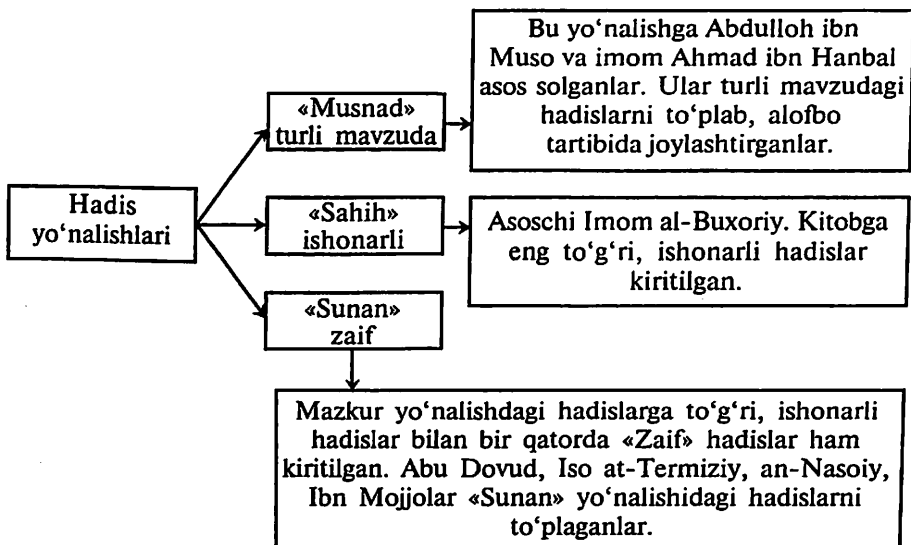 Hadis
yo‘nalishlari
«Musnad»
turli mavzuda
Bu yo‘nalishga Abdulloh ibn
Muso va imom Ahmad ibn Hanbal
asos solganlar. Ular turli mavzudagi
hadislarni to‘plab, alofbo
tartibida joylashtirganlar.
«Sahih»
ishonarli
Asoschi Imom al-Buxoriy. Kitobga
eng to‘g‘ri, ishonarli hadislar
kiritilgan.
«Sunan»
zaif
Mazkur yo‘nalishdagi hadislarga to‘g‘ri, ishonarli
hadislar bilan bir qatorda «Zaif» hadislar ham
kiritilgan. Abu Dovud, Iso at-Termiziy, an-Nasoiy,
Ibn Mojjolar «Sunan» yo‘nalishidagi hadislarni
to‘plaganlar.